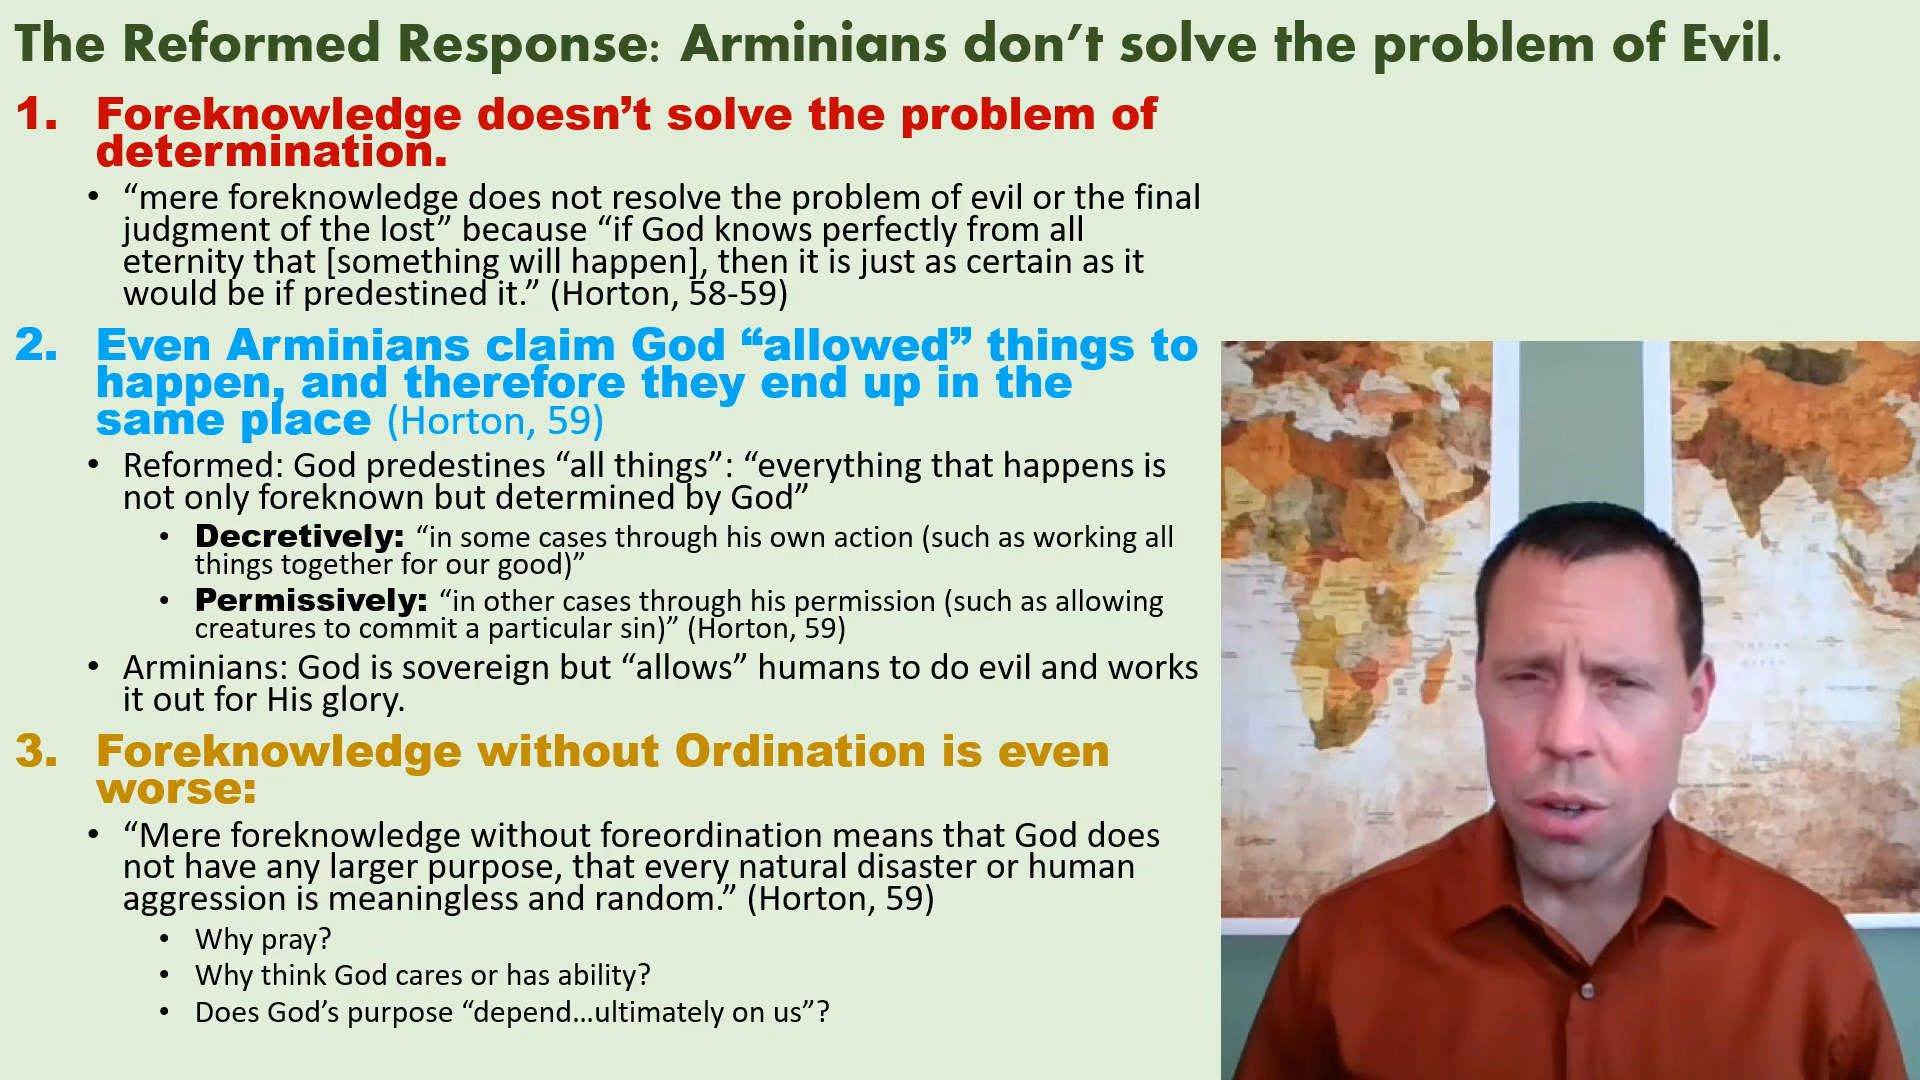 The Reformed Response: Arminians don’t solve the problem of Evil.
1. Foreknowledge doesn’t solve the problem of
determination.
• “mere foreknowledge does not resolve the problem of evil or the final
judgment of the lost” because “if God knows perfectly from all
eternity that [something will happen], then it is just as certain as it
would be if predestined it.” (Horton, 58-59)
2. Even Arminians claim God “allowed” things to
happen, and therefore they end up in the
same place (Horton, 59)
• Reformed: God predestines “all things”: “everything that happens is
not only foreknown but determined by God”
• Decretively: “in some cases through his own action (such as working all
things together for our good)”
• Permissively: “in other cases through his permission (such as allowing
creatures to commit a particular sin)” (Horton, 59)
• Arminians: God is sovereign but “allows” humans to do evil and works
it out for His glory.
3. Foreknowledge without Ordination is even
worse:
• “Mere foreknowledge without foreordination means that God does
not have any larger purpose, that every natural disaster or human
aggression is meaningless and random.” (Horton, 59)
• Why pray?
• Why think God cares or has ability?
• Does God’s purpose “depend…ultimately on us”?